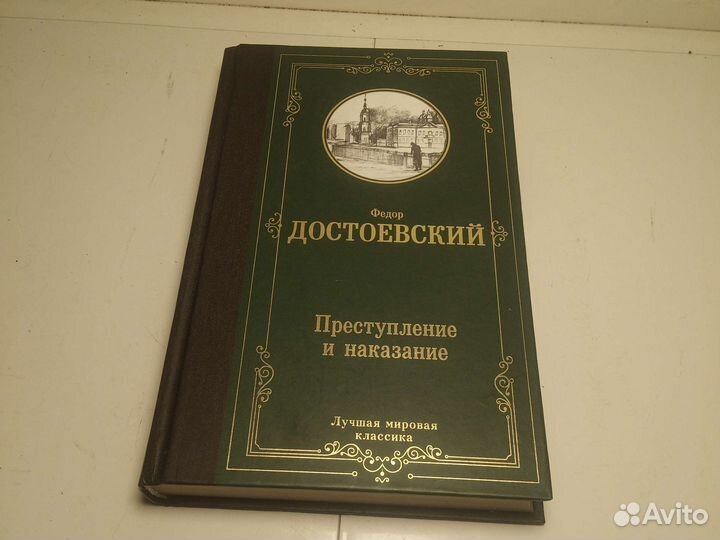 Федор
ДОСТОЕВСКИЙ
Преступление
и наказание
Лучшая мировая
классика
Avito